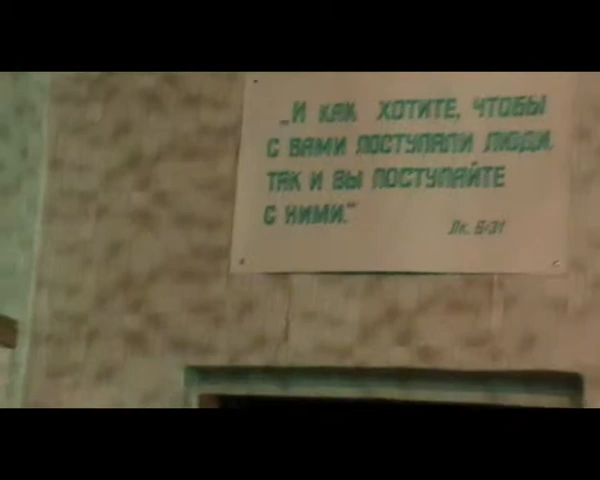 „И КАК ХОТИТЕ, ЧТОБЫ
С ВАМИ ПОСТУПАЛИ ЛЮДИ,
ТАК И ВЫ ПОСТУПАЙТЕ
С НИМИ."
Лк. 6:31